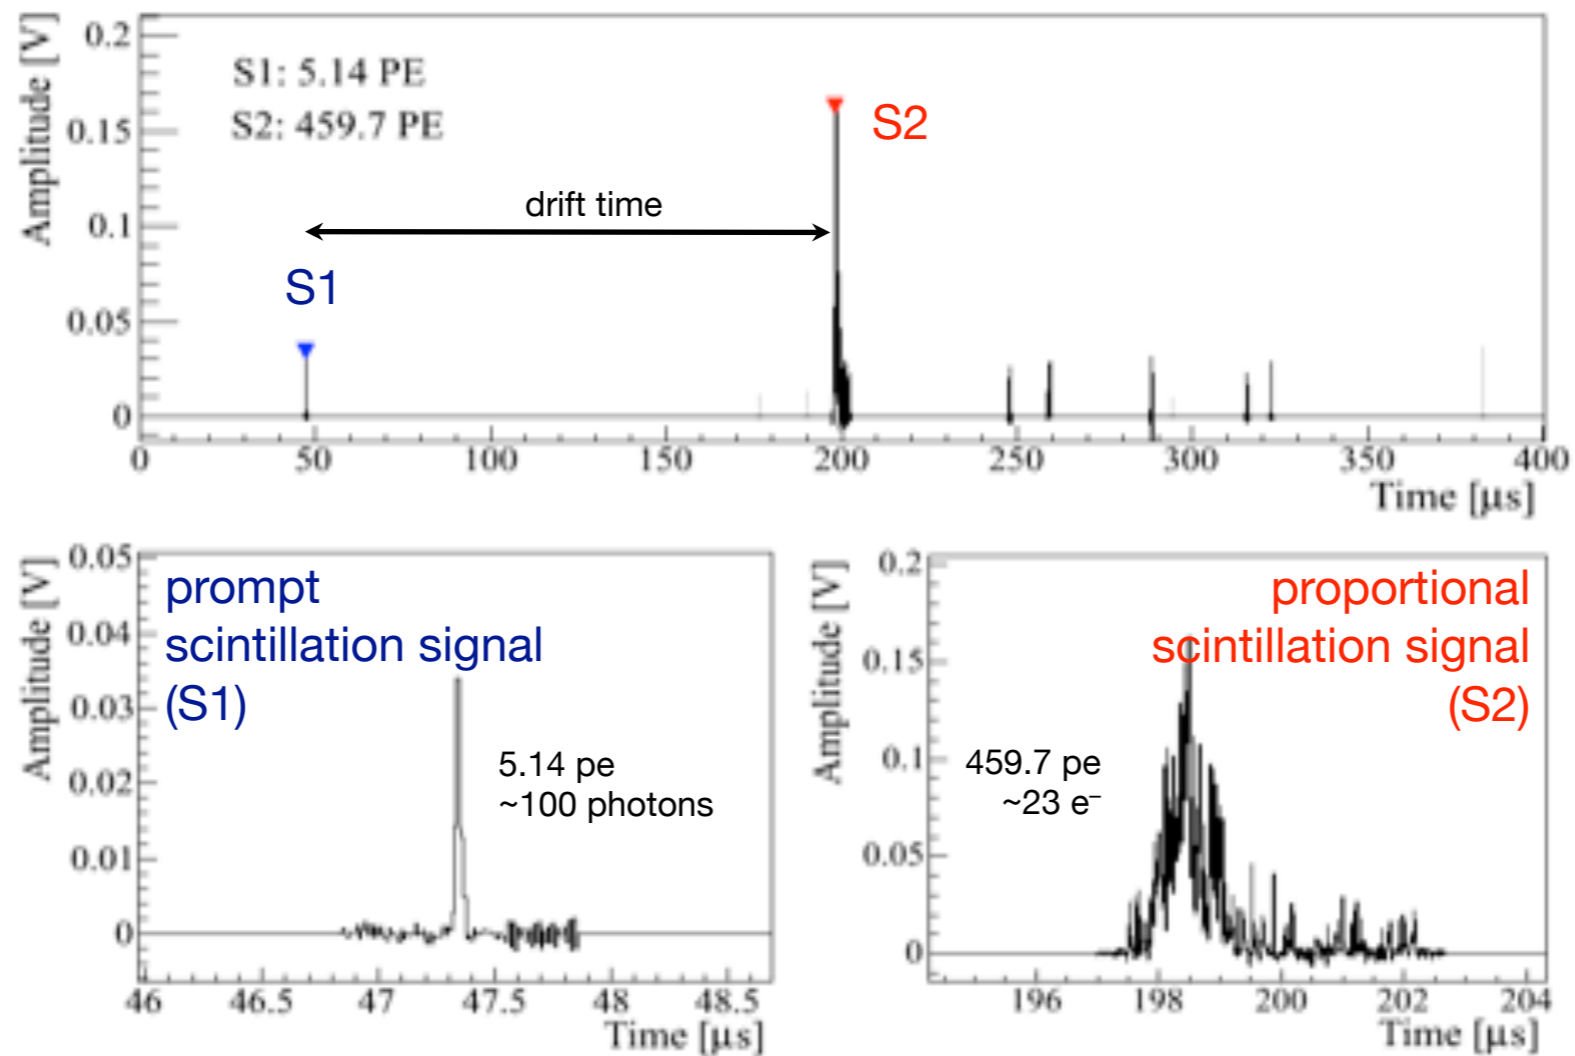 Amplitude [V]
0.2
0.15
0.1
0.05
0
S1: 5.14 PE
S2: 459.7 PE
S2
drift time
S1
0 50 100 150 200 250 300 350 400
Time [μs]
Amplitude [V]
0.05
0.04
0.03
0.02
0.01
0
prompt
scintillation signal
(S1)
5.14 pe
~100 photons
46 46.5 47 47.5 48 48.5
Time [μs]
Amplitude [V]
0.2
0.15
0.1
0.05
0
proportional
scintillation signal
(S2)
459.7 pe
~23 e⁻
196 198 200 202 204
Time [μs]